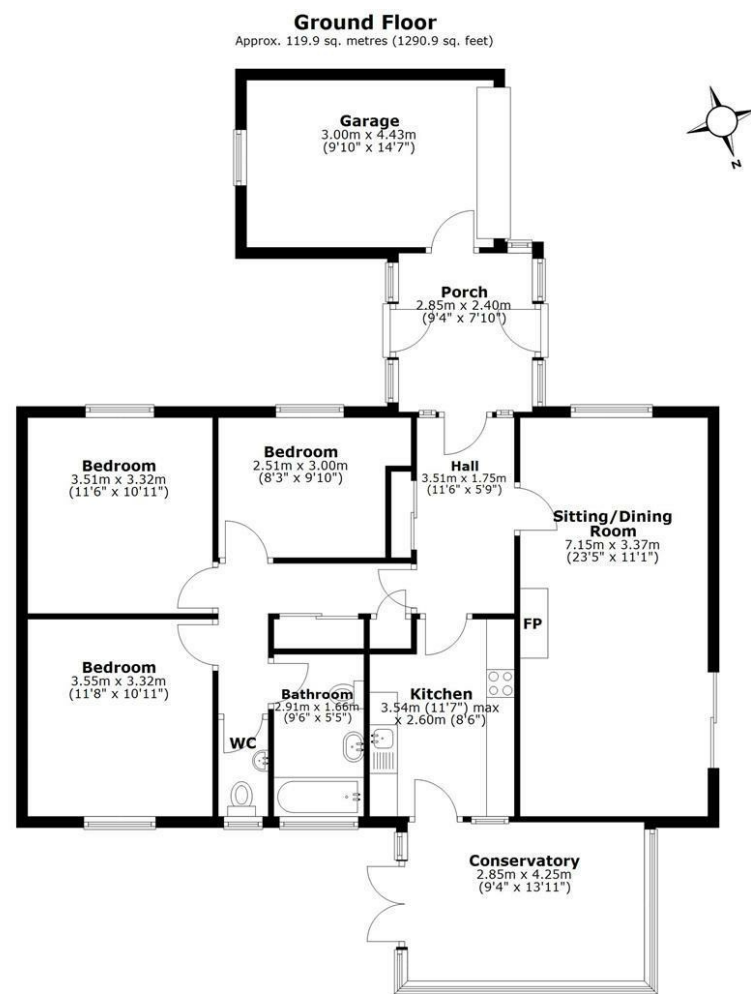 Ground Floor
Approx. 119.9 sq. metres (1290.9 sq. feet)
Garage
3.00m x 4.43m
(9'10" x 14'7")
N
Porch
2.85m x 2.40m
(9'4" x 7'10")
Bedroom
3.51m x 3.32m
(11'6" x 10'11")
Bedroom
2.51m x 3.00m
(8'3" x 9'10")
Hall
3.51m x 1.75m
(11'6" x 5'9")
Sitting/Dining
Room
7.15m x 3.37m
(23'5" x 11'1")
FP
Bedroom
3.55m x 3.32m
(11'8" x 10'11")
WC
Bathroom
2.91m x 1.66m
(9'6" x 5'5")
Kitchen
3.54m (11'7") max
x 2.60m (8'6")
Conservatory
2.85m x 4.25m
(9'4" x 13'11")